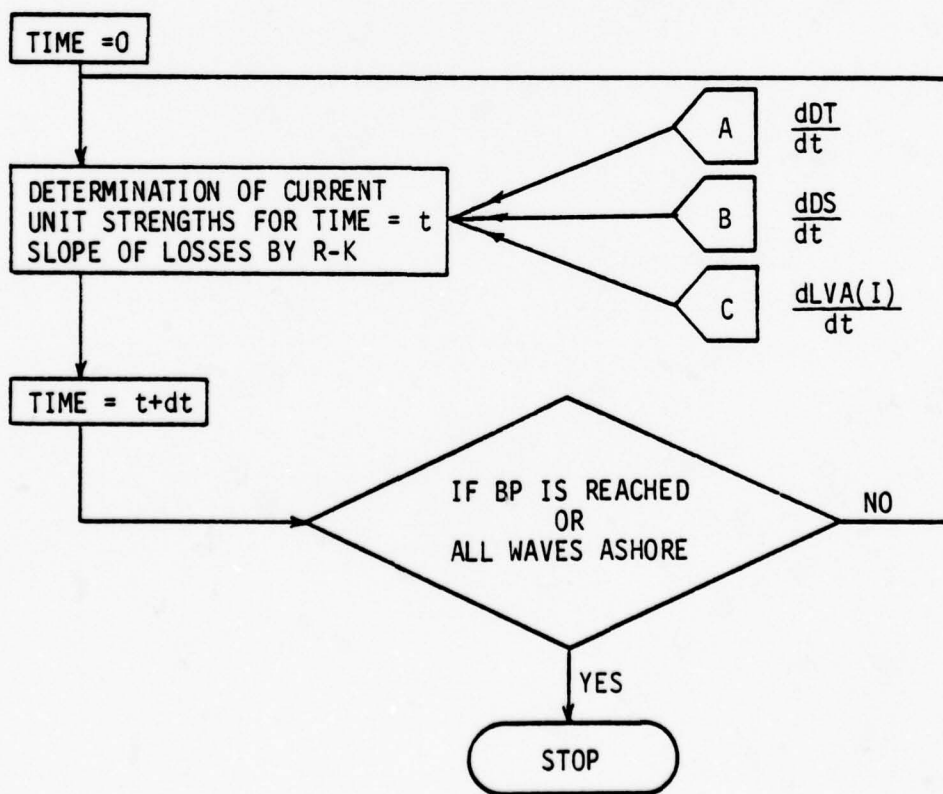 TIME =0
A
dDT
dt
DETERMINATION OF CURRENT
UNIT STRENGTHS FOR TIME = t
SLOPE OF LOSSES BY R-K
B
dDS
dt
C
dLVA(I)
dt
TIME = t+dt
IF BP IS REACHED
OR
ALL WAVES ASHORE
NO
YES
STOP